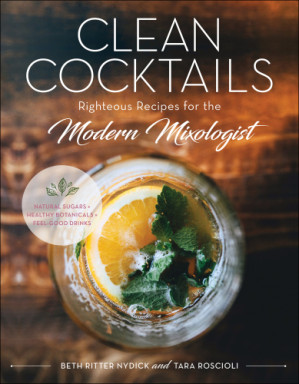 CLEAN
COCKTAILS
Righteous Recipes for the
Modern Mixologist
NATURAL SUGARS +
HEALTHY BOTANICALS =
FEEL-GOOD DRINKS
BETH RITTER NYDICK and TARA ROSCIOLI